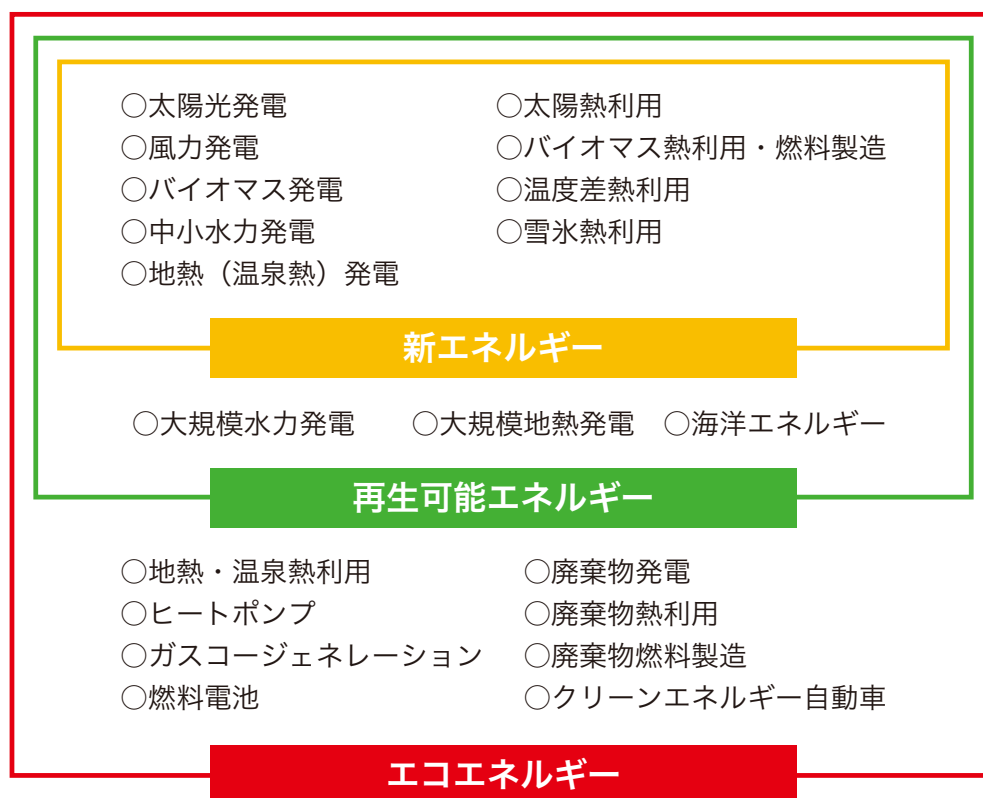 ○太陽光発電
○風力発電
○バイオマス発電
○中小水力発電
○地熱（温泉熱）発電
○太陽熱利用
○バイオマス熱利用・燃料製造
○温度差熱利用
○雪氷熱利用
新エネルギー
○大規模水力発電 ○大規模地熱発電 ○海洋エネルギー
再生可能エネルギー
○地熱・温泉熱利用
○ヒートポンプ
○ガスコージェネレーション
○燃料電池
○廃棄物発電
○廃棄物熱利用
○廃棄物燃料製造
○クリーンエネルギー自動車
エコエネルギー